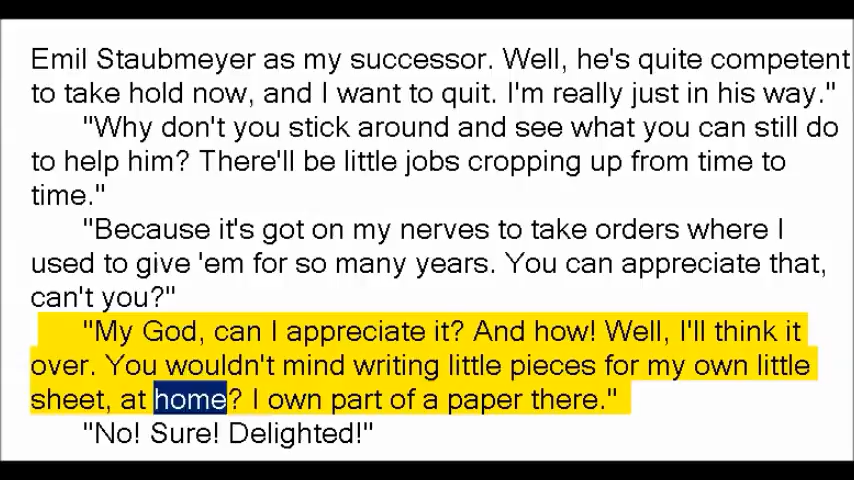 Emil Staubmeyer as my successor. Well, he's quite competent
to take hold now, and I want to quit. I'm really just in his way."
"Why don't you stick around and see what you can still do
to help him? There'll be little jobs cropping up from time to
time."
"Because it's got on my nerves to take orders where I
used to give 'em for so many years. You can appreciate that,
can't you?"
"My God, can I appreciate it? And how! Well, I'll think it
over. You wouldn't mind writing little pieces for my own little
sheet, at home? I own part of a paper there."
"No! Sure! Delighted!"